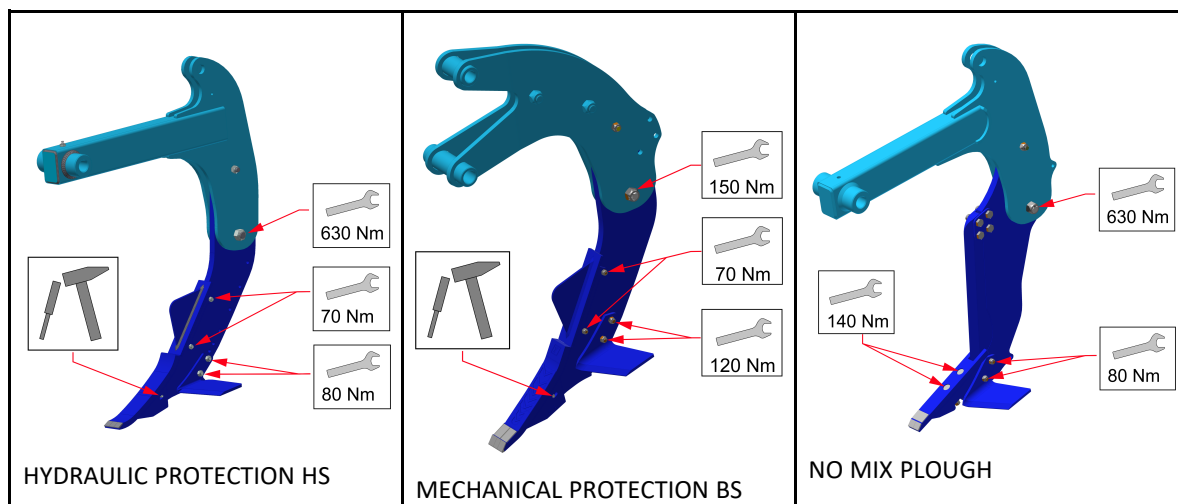 630 Nm
70 Nm
80 Nm
HYDRAULIC PROTECTION HS
150 Nm
70 Nm
120 Nm
MECHANICAL PROTECTION BS
630 Nm
140 Nm
80 Nm
NO MIX PLOUGH